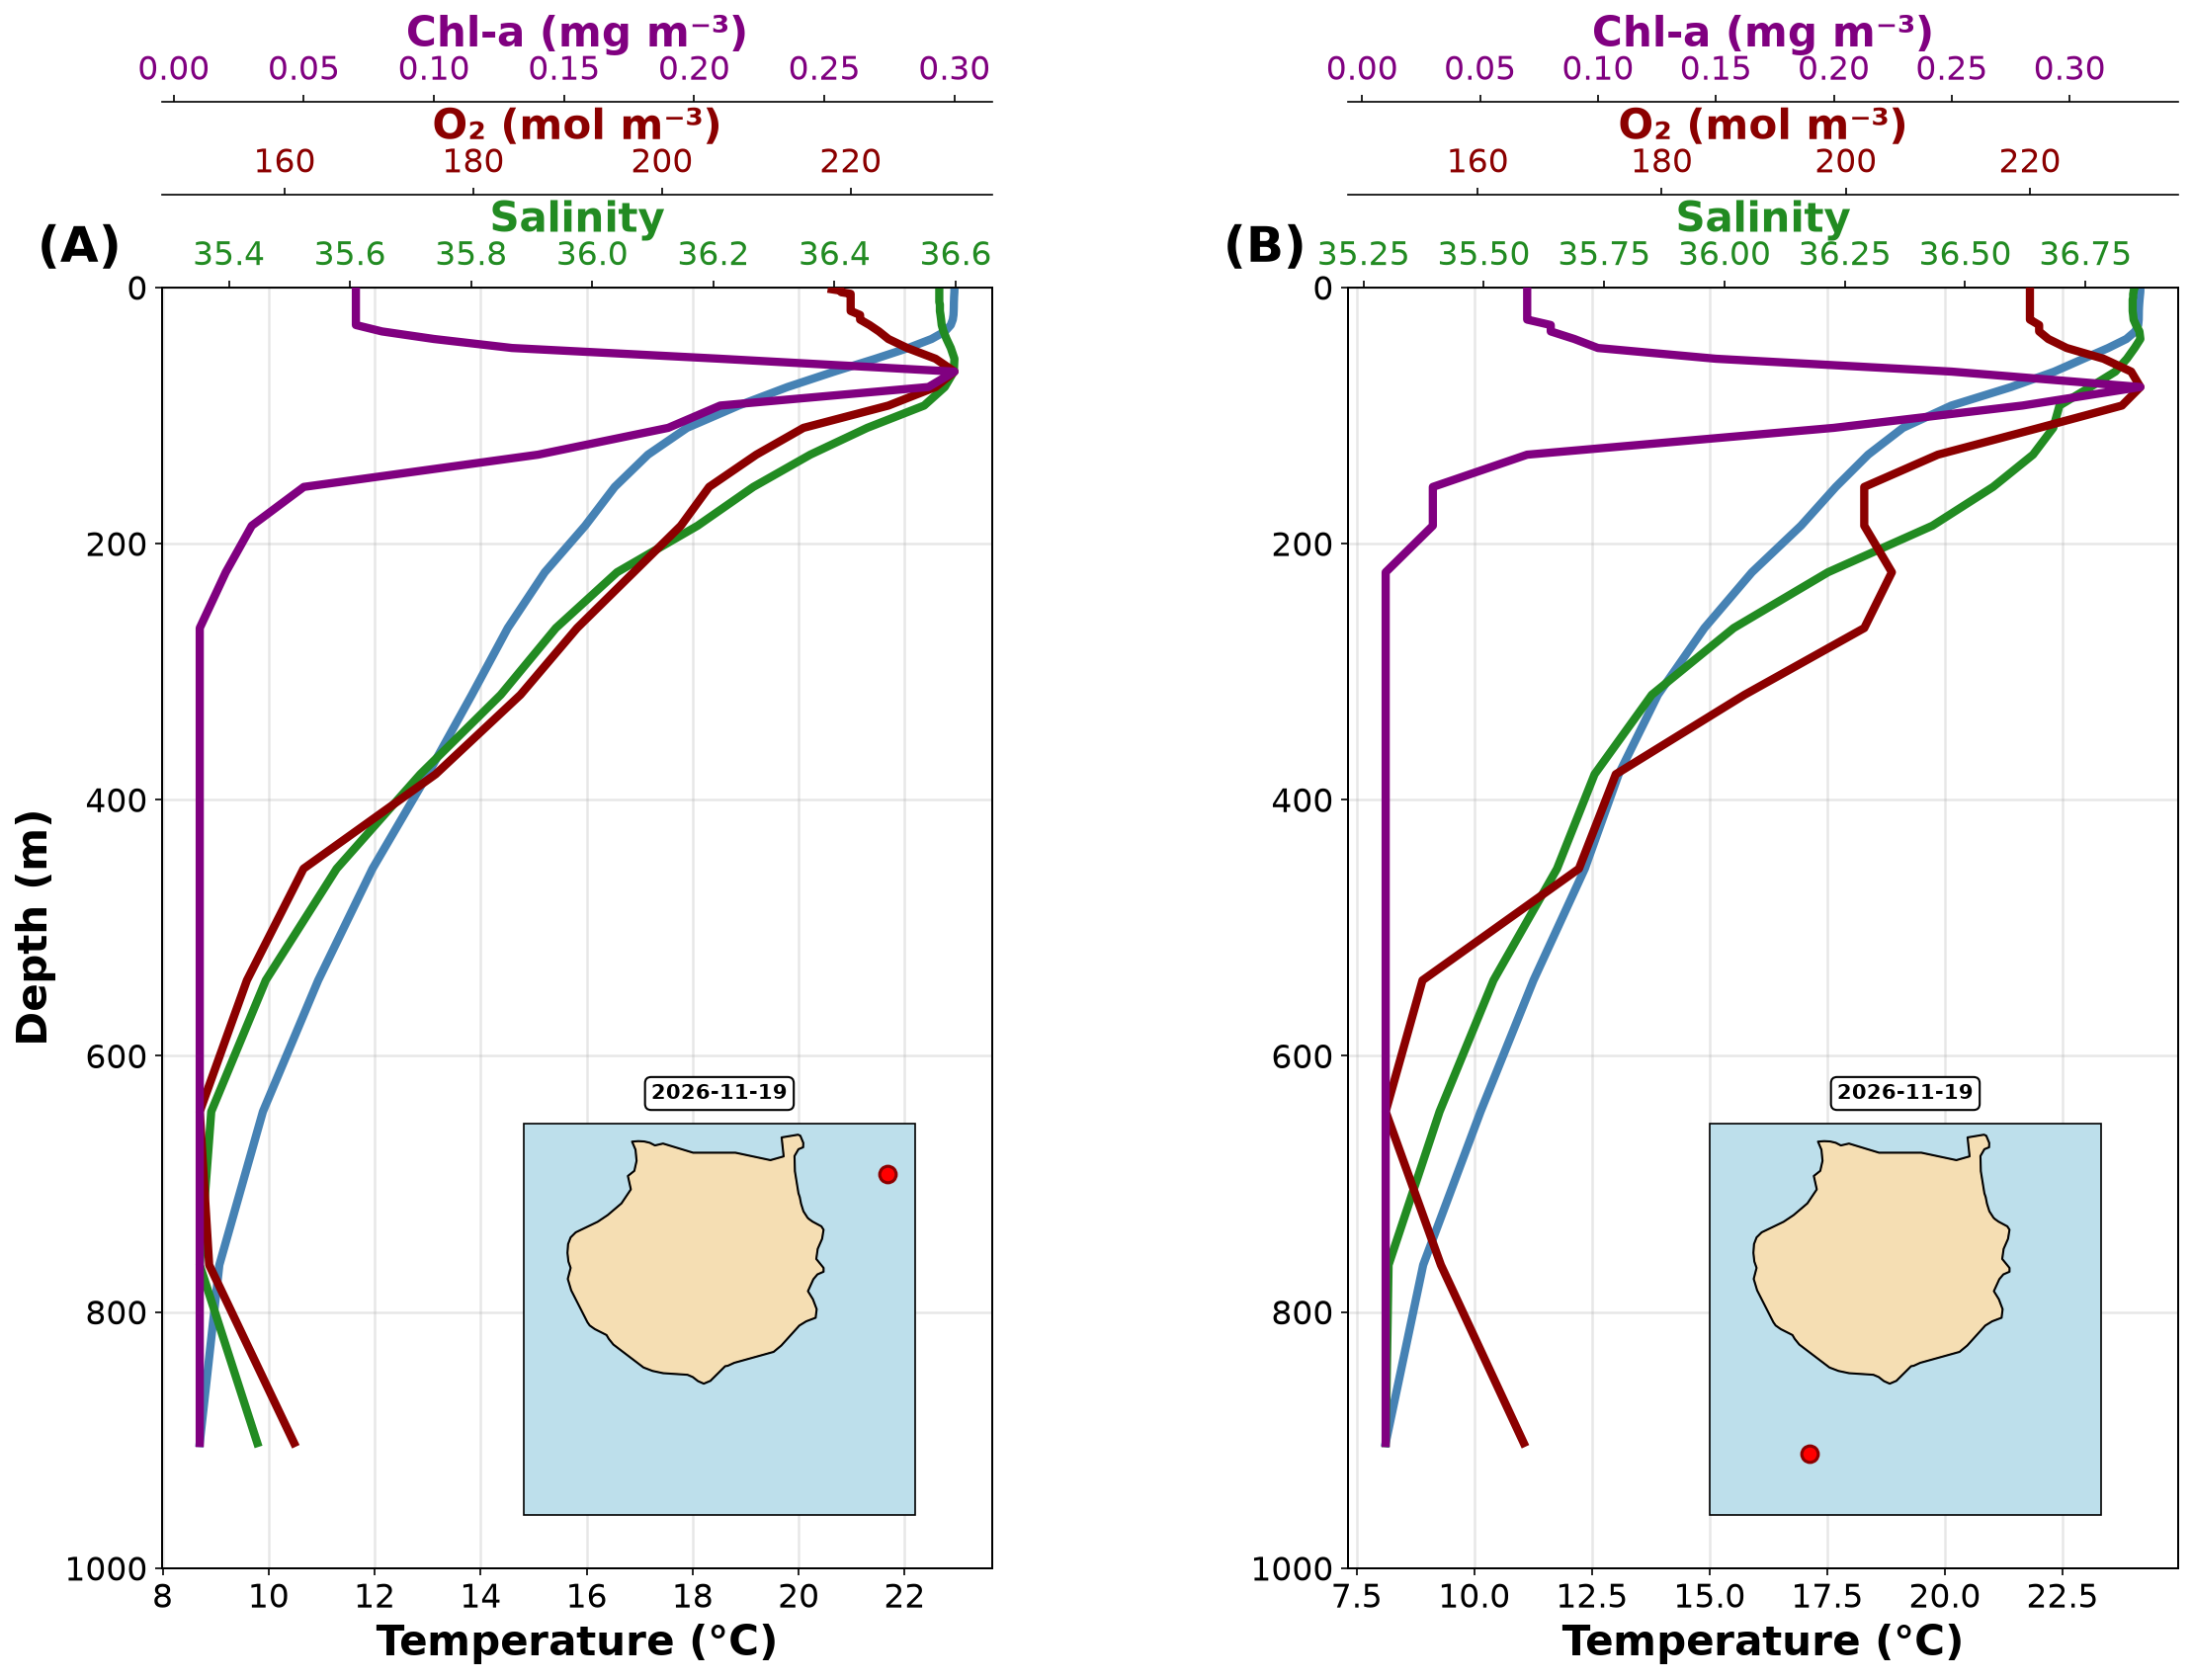 Chl-a (mg m⁻³)
0.00 0.05 0.10 0.15 0.20 0.25 0.30
O₂ (mol m⁻³)
160 180 200 220
Salinity
(A)
35.4 35.6 35.8 36.0 36.2 36.4 36.6
0
200
400
600
800
1000
Depth (m)
2026-11-19
8 10 12 14 16 18 20 22
Temperature (°C)
Chl-a (mg m⁻³)
0.00 0.05 0.10 0.15 0.20 0.25 0.30
O₂ (mol m⁻³)
160 180 200 220
Salinity
(B)
35.25 35.50 35.75 36.00 36.25 36.50 36.75
0
200
400
600
800
1000
2026-11-19
7.5 10.0 12.5 15.0 17.5 20.0 22.5
Temperature (°C)